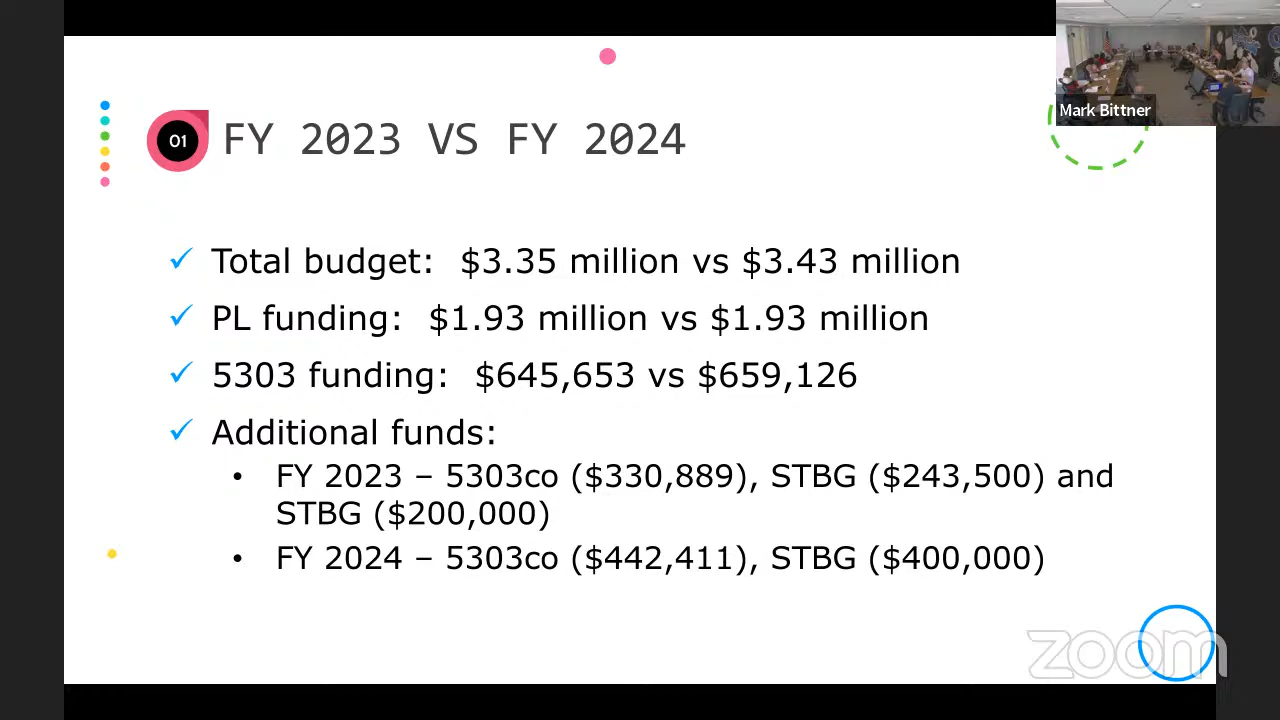 Mark Bittner
01
FY 2023 VS FY 2024
✓ Total budget: $3.35 million vs $3.43 million
✓ PL funding: $1.93 million vs $1.93 million
✓ 5303 funding: $645,653 vs $659,126
✓ Additional funds:
• FY 2023 – 5303co ($330,889), STBG ($243,500) and
STBG ($200,000)
• FY 2024 – 5303co ($442,411), STBG ($400,000)
zoom